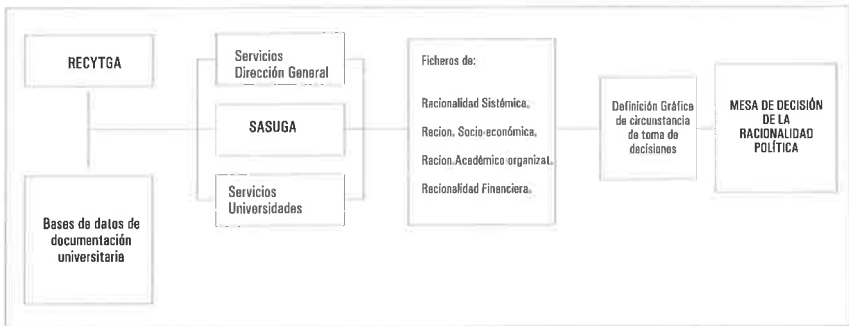 RECYTGA
Bases de datos de
documentación
universitaria
Servicios
Dirección General
SASUGA
Servicios
Universidades
Ficheros de:
Racionalidad Sistémica.
Racion. Socio-económica.
Racion.Académico organizat.
Racionalidad Financiera.
Definición Gráfica
de circunstancia
de toma de
decisiones
MESA DE DECISIÓN
DE LA
RACIONALIDAD
POLÍTICA